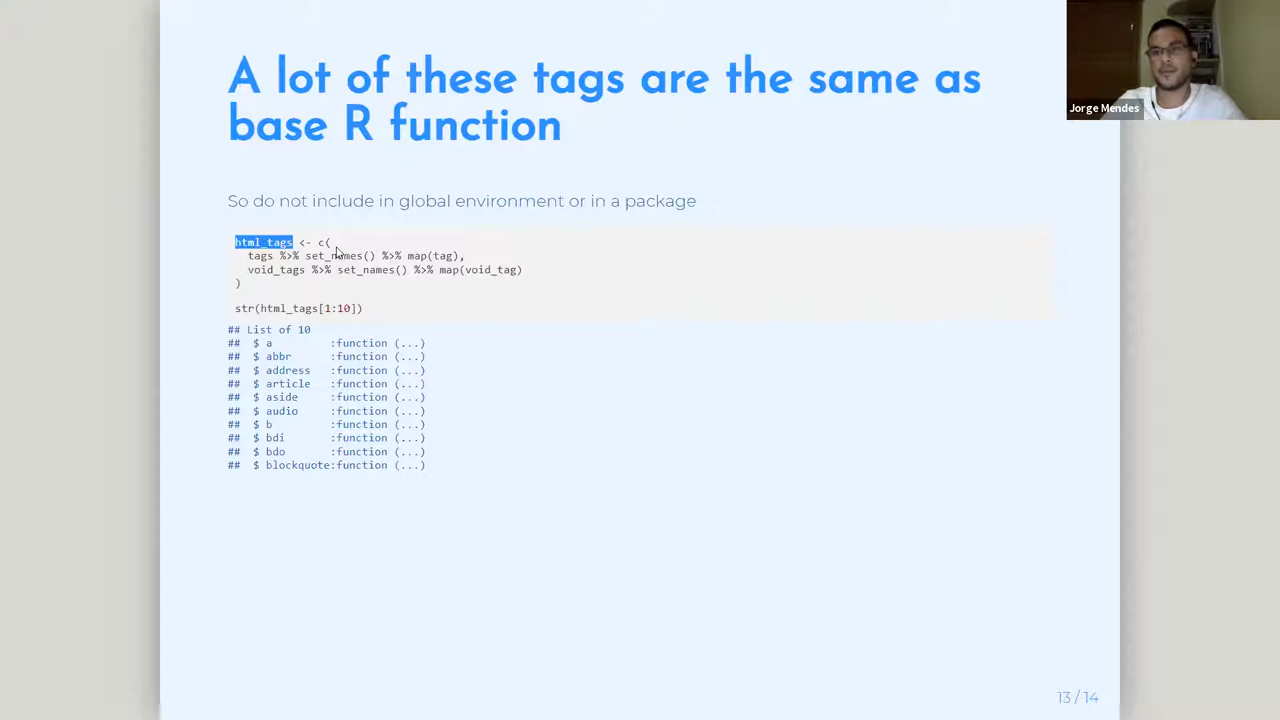 A lot of these tags are the same as
base R function
Jorge Mendes
So do not include in global environment or in a package
html_tags <- c(
  tags %>% set_names() %>% map(tag),
  void_tags %>% set_names() %>% map(void_tag)
)
str(html_tags[1:10])
## List of 10
##  $ a         :function (...)
##  $ abbr      :function (...)
##  $ address   :function (...)
##  $ article   :function (...)
##  $ aside     :function (...)
##  $ audio     :function (...)
##  $ b         :function (...)
##  $ bdi       :function (...)
##  $ bdo       :function (...)
##  $ blockquote:function (...)
13 / 14